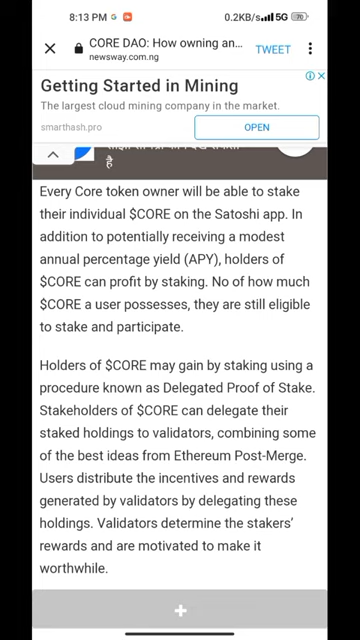 8:13 PM G 0.2KB/s 5G 70
CORE DAO: How owning an...
newsway.com.ng
TWEET
Getting Started in Mining
The largest cloud mining company in the market.
smarthash.pro
OPEN
है
Every Core token owner will be able to stake
their individual $CORE on the Satoshi app. In
addition to potentially receiving a modest
annual percentage yield (APY), holders of
$CORE can profit by staking. No of how much
$CORE a user possesses, they are still eligible
to stake and participate.
Holders of $CORE may gain by staking using a
procedure known as Delegated Proof of Stake.
Stakeholders of $CORE can delegate their
staked holdings to validators, combining some
of the best ideas from Ethereum Post-Merge.
Users distribute the incentives and rewards
generated by validators by delegating these
holdings. Validators determine the stakers’
rewards and are motivated to make it
worthwhile.